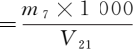 = m₇ × 1 000 / V₂₁